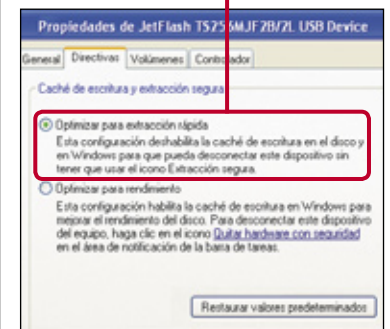 Propiedades de JetFlash TS256MJF2B/2L USB Device
General Directivas Volúmenes Controlador
Caché de escritura y extracción segura
Optimizar para extracción rápida
Esta configuración deshabilita la caché de escritura en el disco y
en Windows para que pueda desconectar este dispositivo sin
tener que usar el icono Extracción segura.
Optimizar para rendimiento
Esta configuración habilita la caché de escritura en Windows para
mejorar el rendimiento del disco. Para desconectar este dispositivo
del equipo, haga clic en el icono Quitar hardware con seguridad
en el área de notificación de la barra de tareas.
Restaurar valores predeterminados